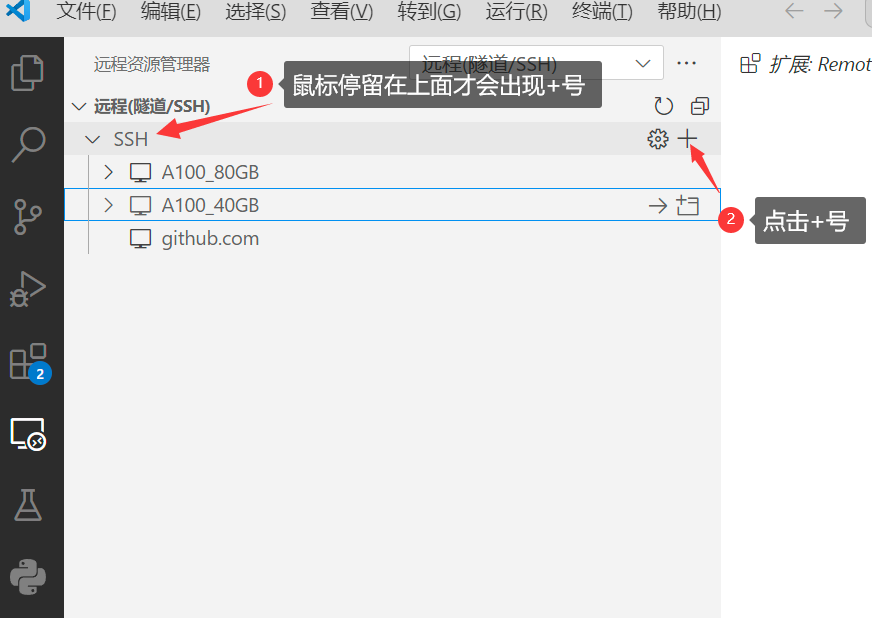 文件(F) 编辑(E) 选择(S) 查看(V) 转到(G) 运行(R) 终端(T) 帮助(H)
远程资源管理器
远程(隧道/SSH)
扩展: Remot
1
鼠标停留在上面才会出现+号
远程(隧道/SSH)
SSH
A100_80GB
A100_40GB
2
点击+号
github.com
2